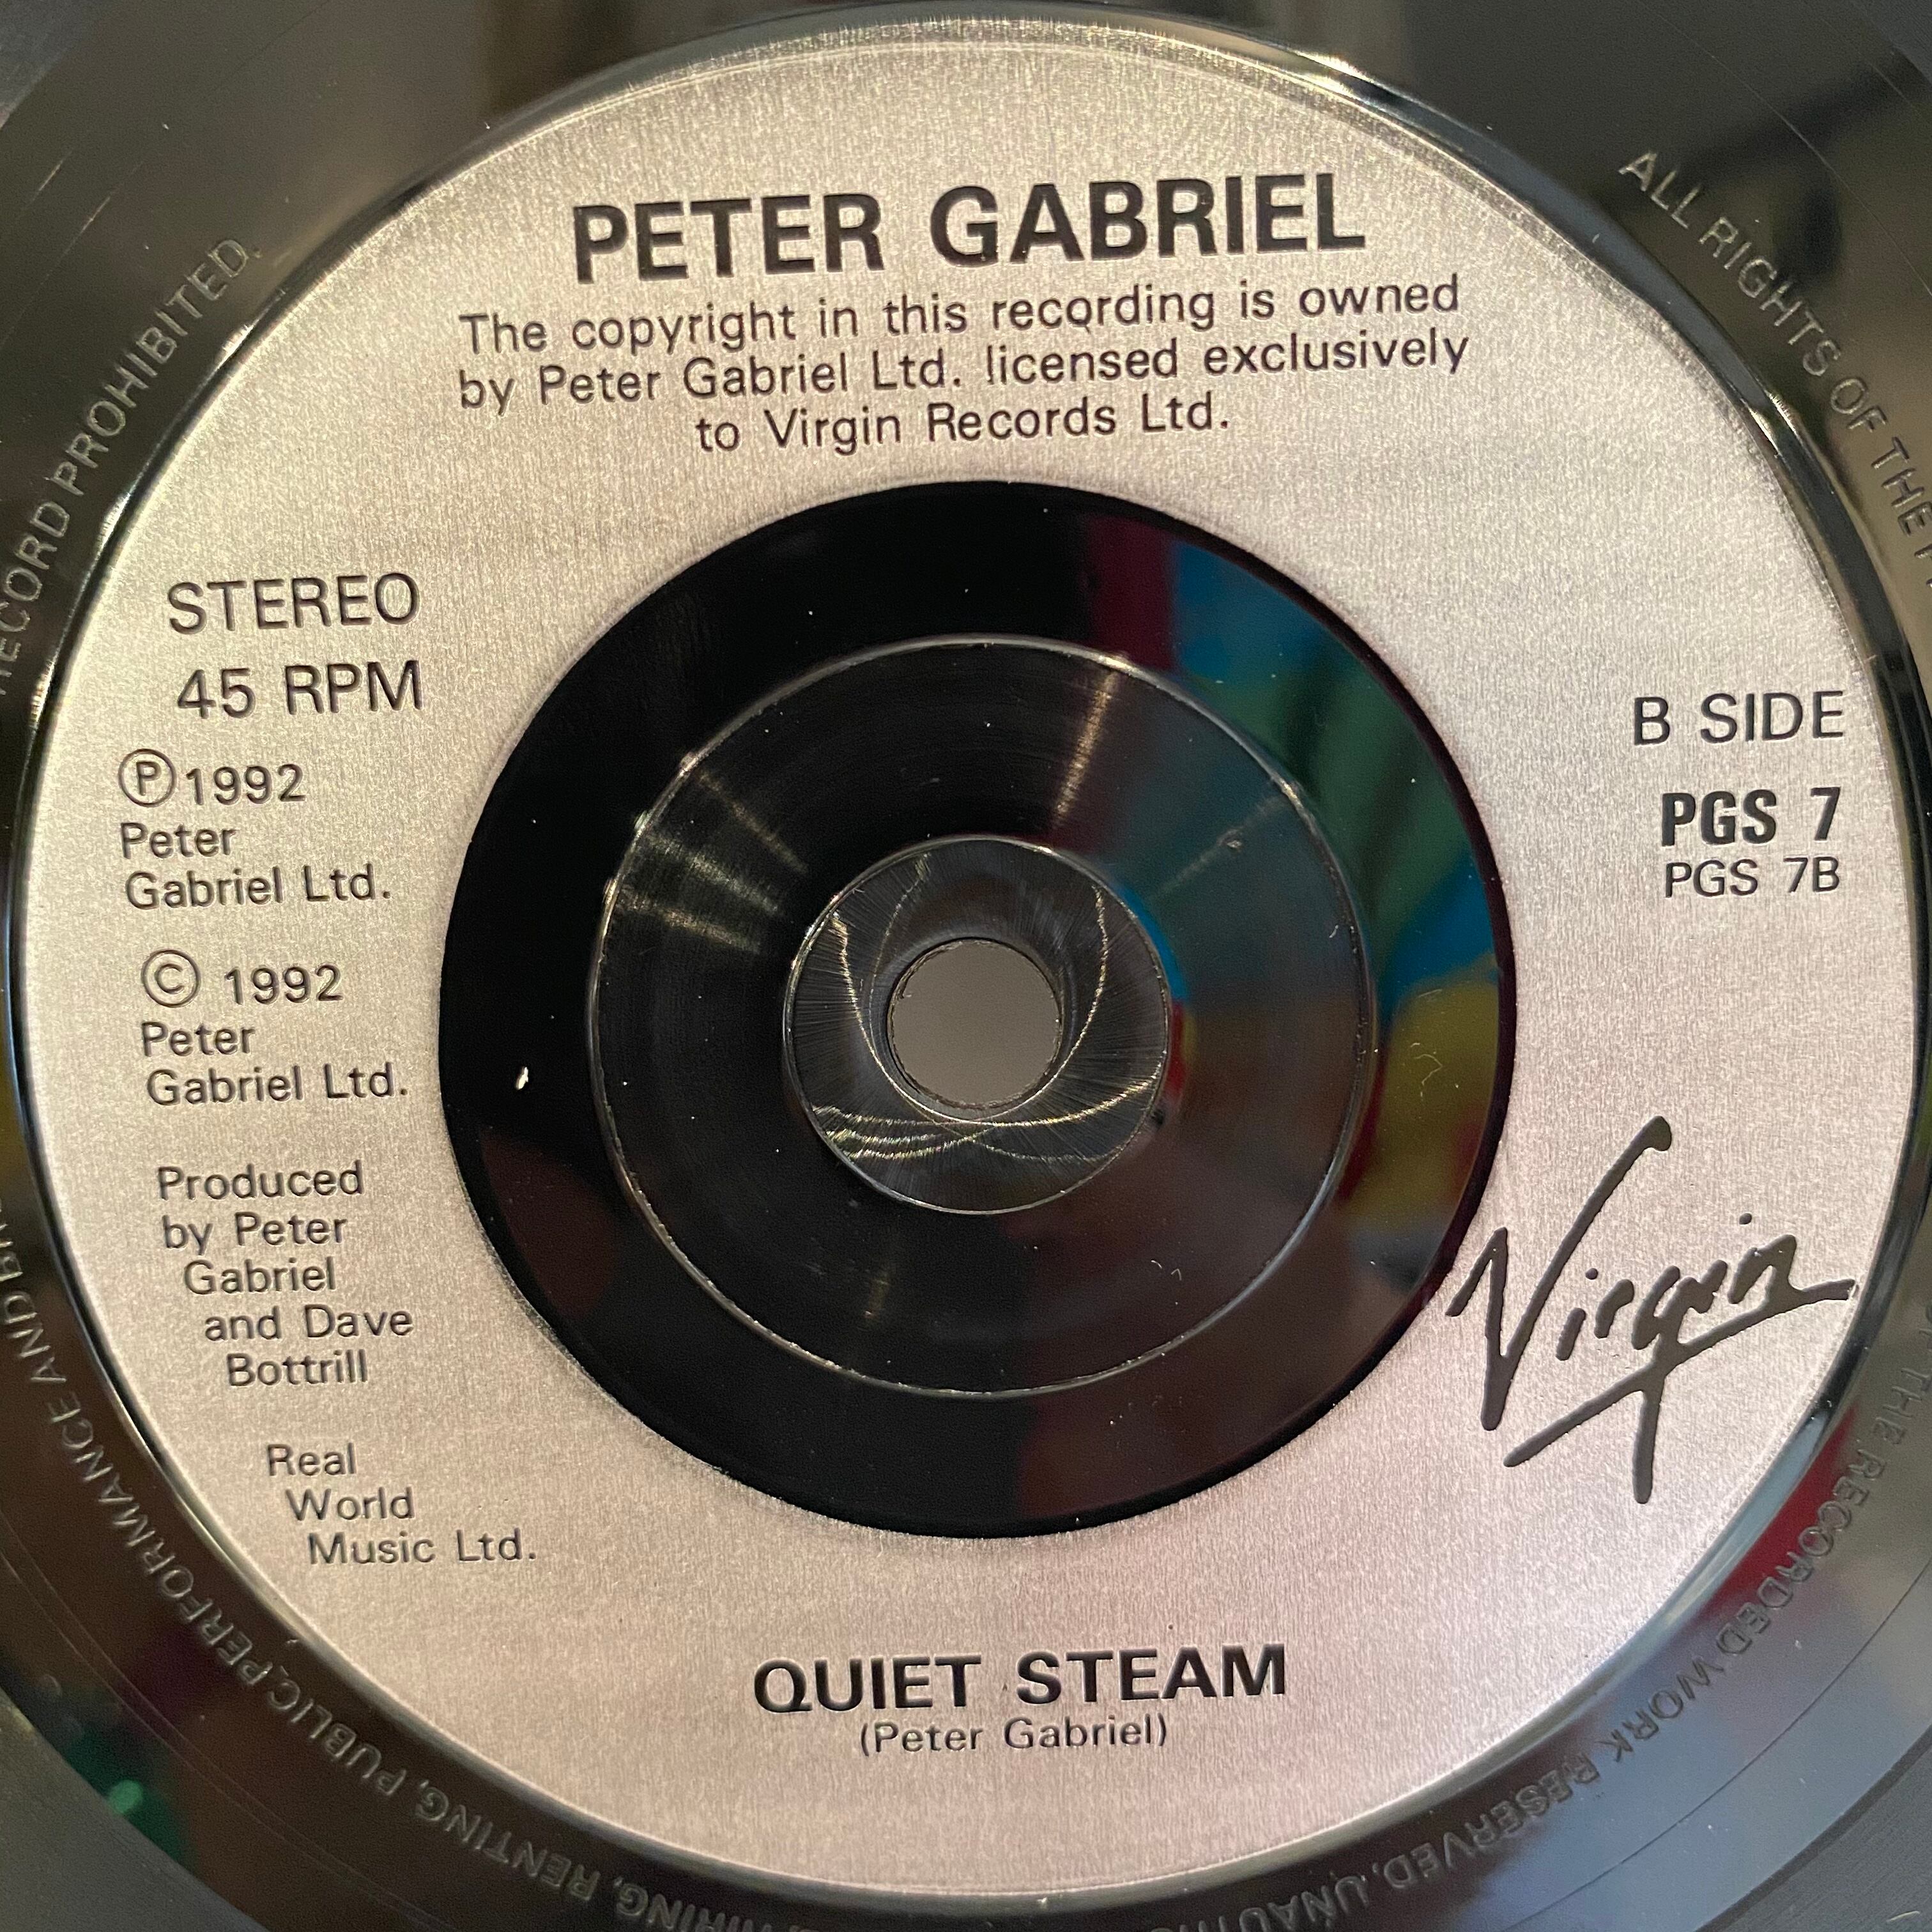 PETER GABRIEL
The copyright in this recording is owned
by Peter Gabriel Ltd. licensed exclusively
to Virgin Records Ltd.
STEREO
45 RPM
Ⓟ1992
Peter
Gabriel Ltd.
© 1992
Peter
Gabriel Ltd.
Produced
by Peter
Gabriel
and Dave
Bottrill
Real
World
Music Ltd.
B SIDE
PGS 7
PGS 7B
Virgin
QUIET STEAM
(Peter Gabriel)
ALL RIGHTS OF THE
THE RECORDED WORK RESERVED. HIRING, RENTING, PUBLIC PERFORMANCE AND
RECORD PROHIBITED.